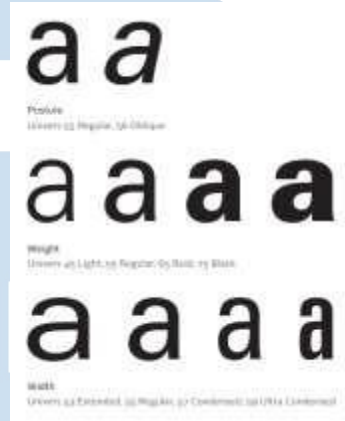 a a
Posture
Univers 55 Regular, 56 Oblique
a a a a
Weight
Univers 45 Light, 55 Regular, 65 Bold, 75 Black
a a a a
Width
Univers 53 Extended, 55 Regular, 57 Condensed, 59 Ultra Condensed